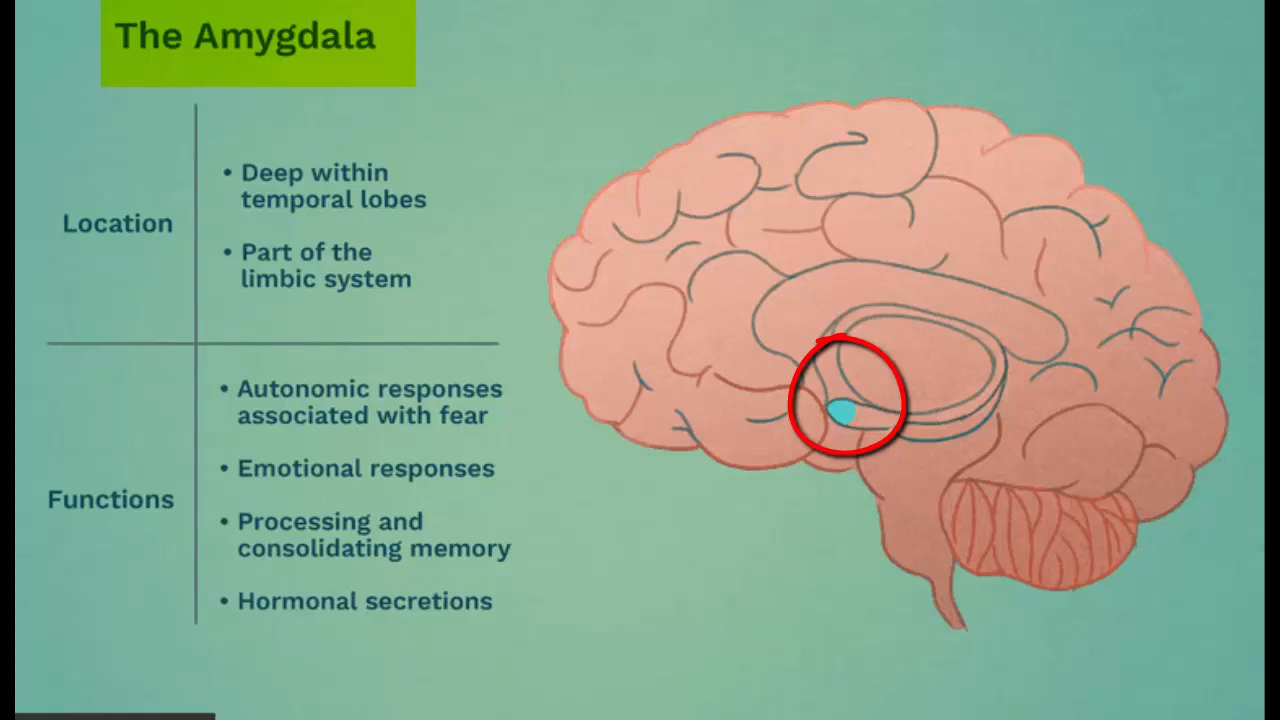 The Amygdala
Location
• Deep within
temporal lobes
• Part of the
limbic system
Functions
• Autonomic responses
associated with fear
• Emotional responses
• Processing and
consolidating memory
• Hormonal secretions